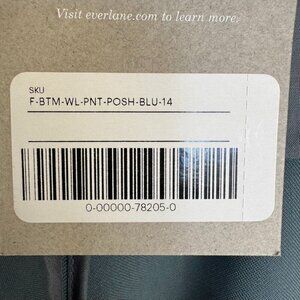 Visit everlane.com to learn more.
SKU
F-BTM-WL-PNT-POSH-BLU-14
0-00000-78205-0